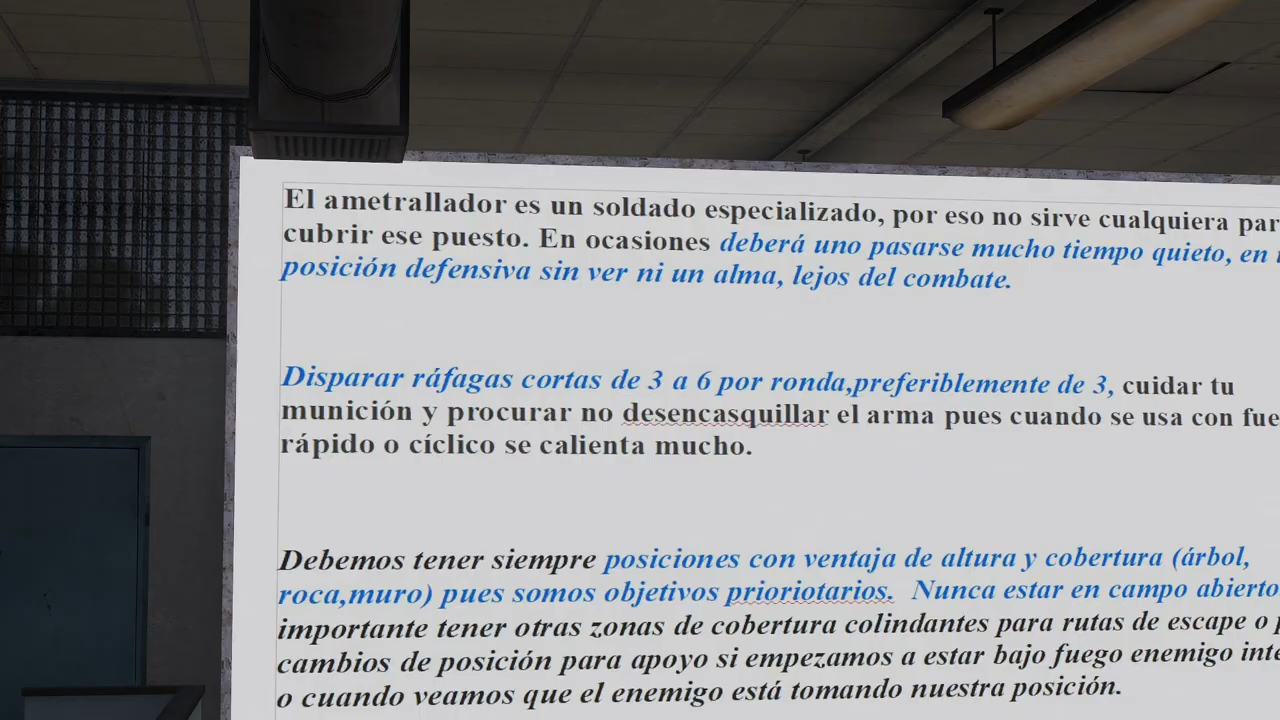 El ametrallador es un soldado especializado, por eso no sirve cualquiera
cubrir ese puesto. En ocasiones deberá uno pasarse mucho tiempo quieto, en
posición defensiva sin ver ni un alma, lejos del combate.
Disparar ráfagas cortas de 3 a 6 por ronda,preferiblemente de 3, cuidar tu
munición y procurar no desencasquillar el arma pues cuando se usa con
rápido o cíclico se calienta mucho.
Debemos tener siempre posiciones con ventaja de altura y cobertura (árbol,
roca,muro) pues somos objetivos prioriotarios. Nunca estar en campo abierto
importante tener otras zonas de cobertura colindantes para rutas de escape o
cambios de posición para apoyo si empezamos a estar bajo fuego enemigo
o cuando veamos que el enemigo está tomando nuestra posición.